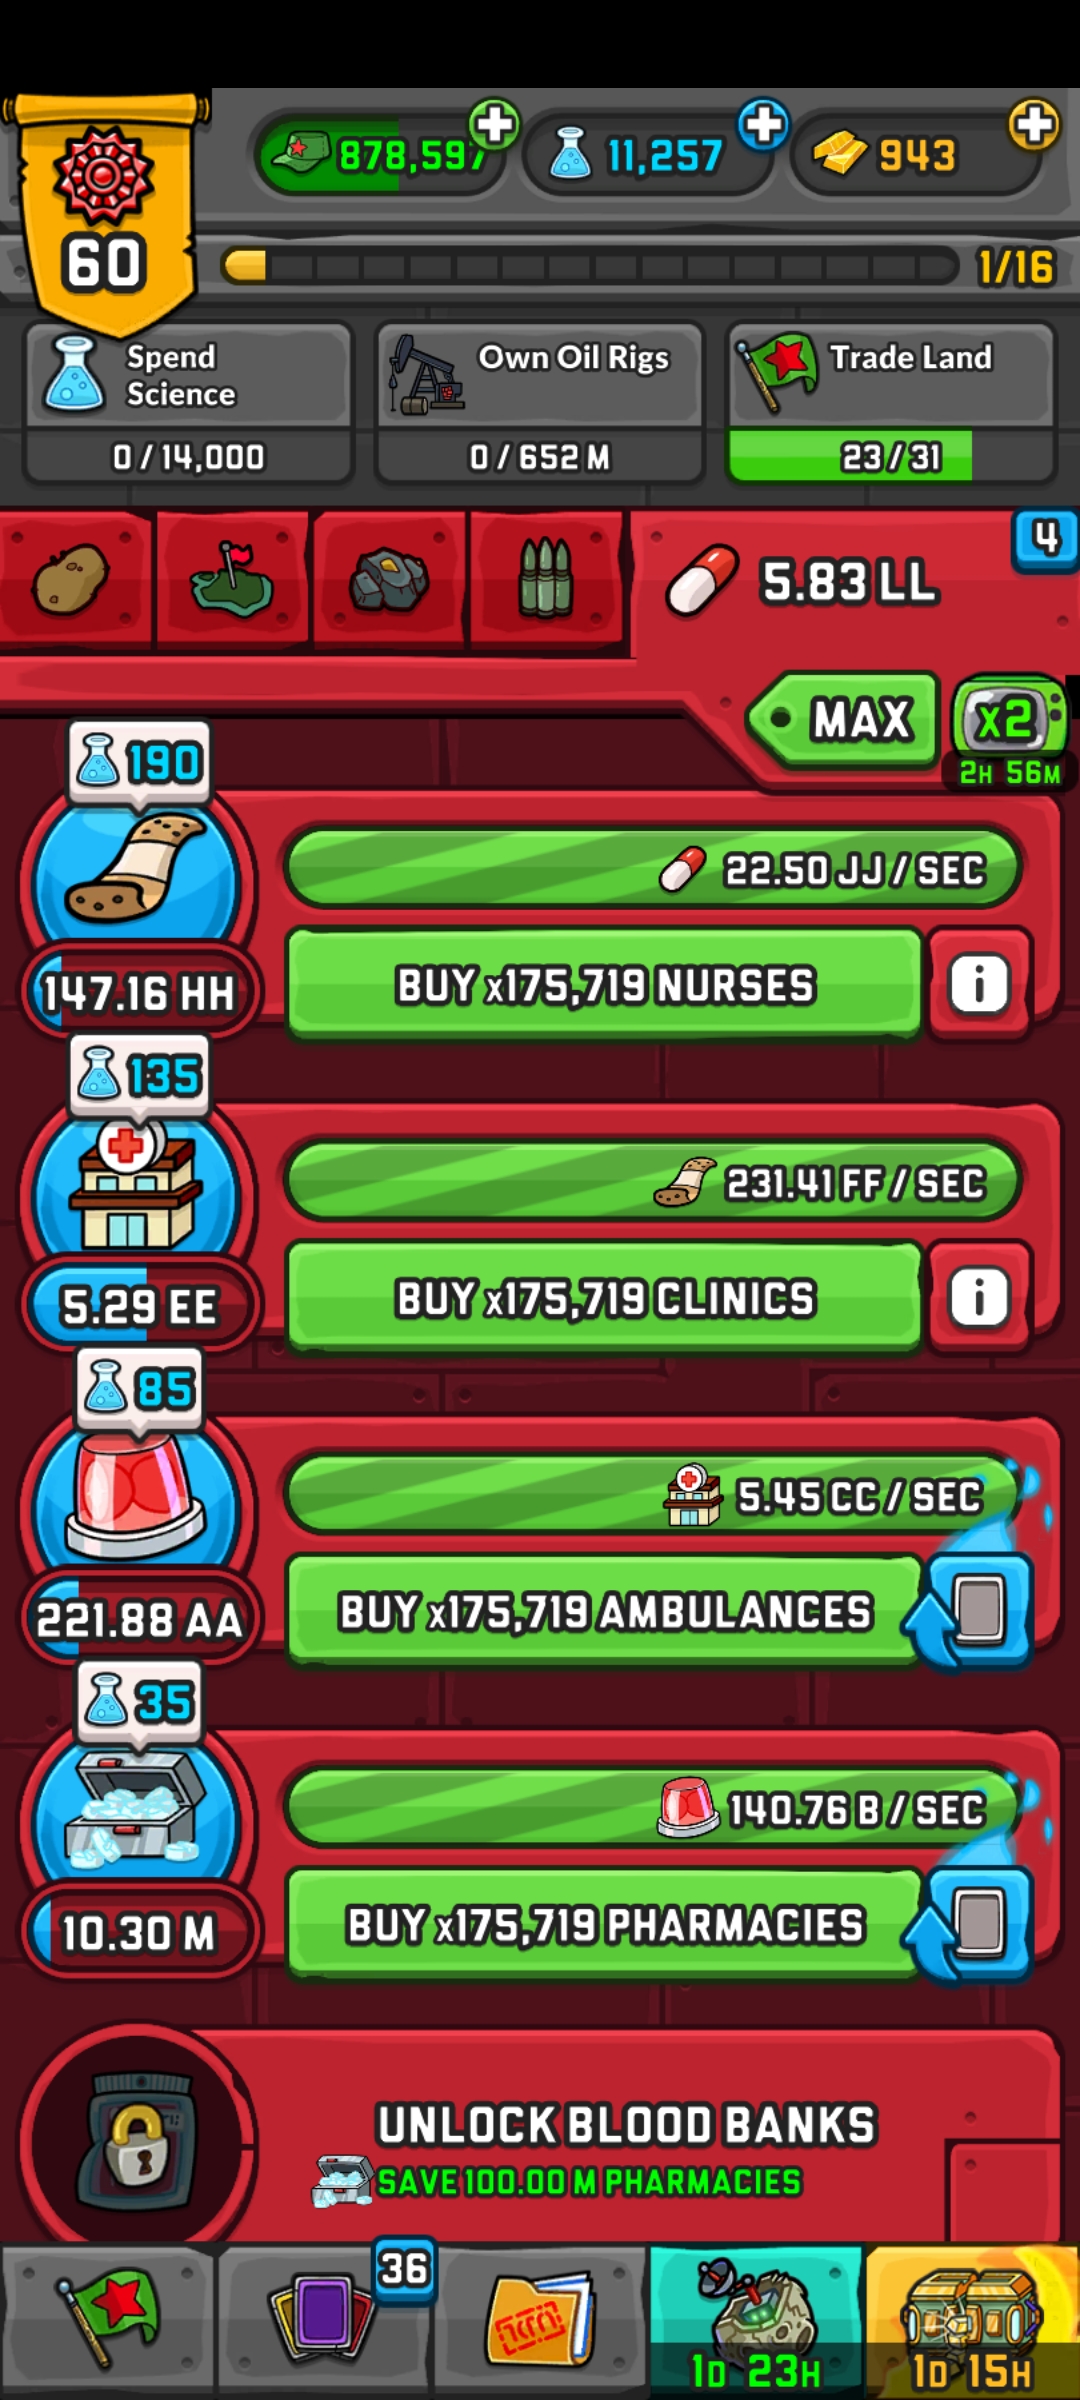 878,597
11,257
943
60
1/16
Spend
Science
0/14,000
Own Oil Rigs
0/652 M
Trade Land
23/31
5.83 LL
4
MAX
x2
2H 56M
190
22.50 JJ/SEC
147.16 HH
BUY x175,719 NURSES
i
135
231.41 FF/SEC
5.29 EE
BUY x175,719 CLINICS
i
85
5.45 CC/SEC
221.88 AA
BUY x175,719 AMBULANCES
35
140.76 B/SEC
10.30 M
BUY x175,719 PHARMACIES
UNLOCK BLOOD BANKS
SAVE 100.00 M PHARMACIES
36
1D 23H
1D 15H